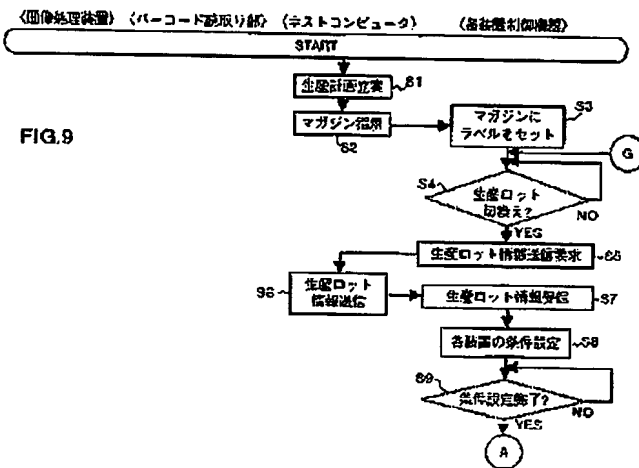 〈画像処理装置〉 〈バーコード読取り部〉 〈ホストコンピュータ〉 〈各装置制御機器〉
START
生産計画立案
S1
マガジン指示
S2
マガジンに
ラベルをセット
S3
FIG.9
G
S4
生産ロット
切換え?
NO
YES
生産ロット情報送信要求
S5
S6
生産ロット
情報送信
生産ロット情報受信
S7
各装置の条件設定
S8
S9
条件設定終了?
NO
YES
A